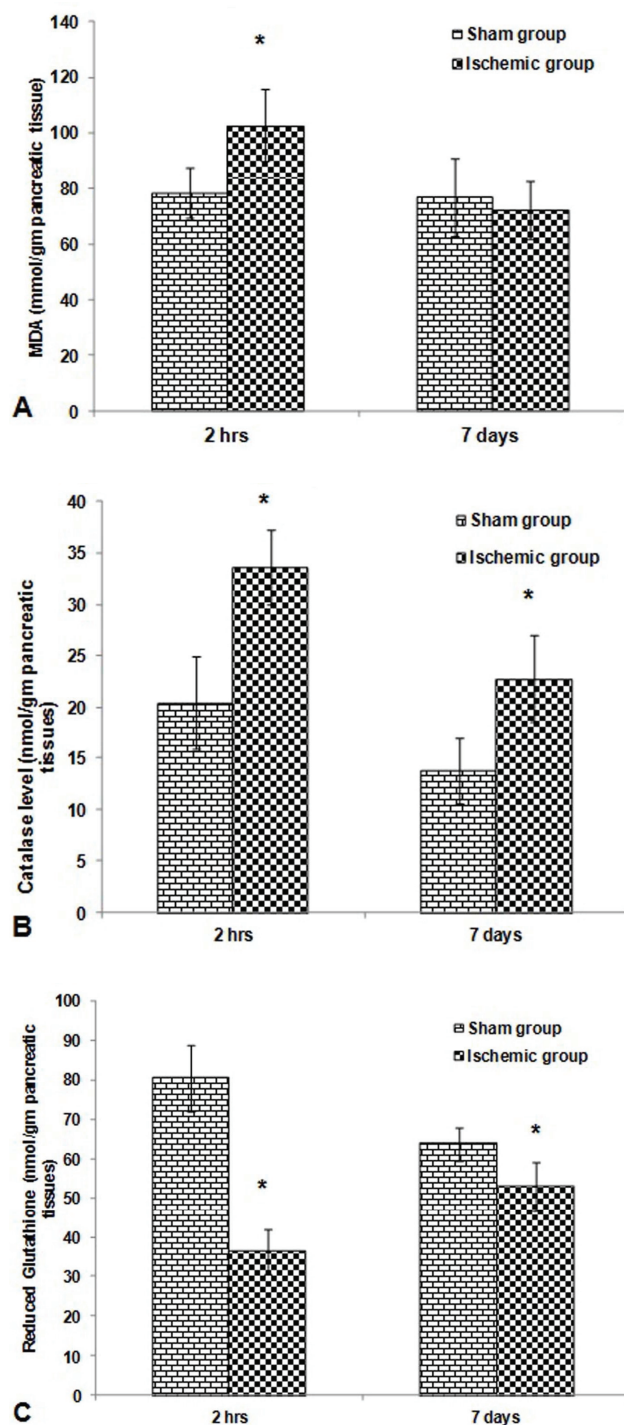 140
120
100
80
60
40
20
0
MDA (mmol/gm pancreatic tissue)
*
Sham group
Ischemic group
2 hrs
7 days
A
40
35
30
25
20
15
10
5
0
Catalase level (nmol/gm pancreatic
tissues)
*
*
Sham group
Ischemic group
2 hrs
7 days
B
100
90
80
70
60
50
40
30
20
10
0
Reduced Glutathione (nmol/gm pancreatic
tissues)
*
*
Sham group
Ischemic group
2 hrs
7 days
C